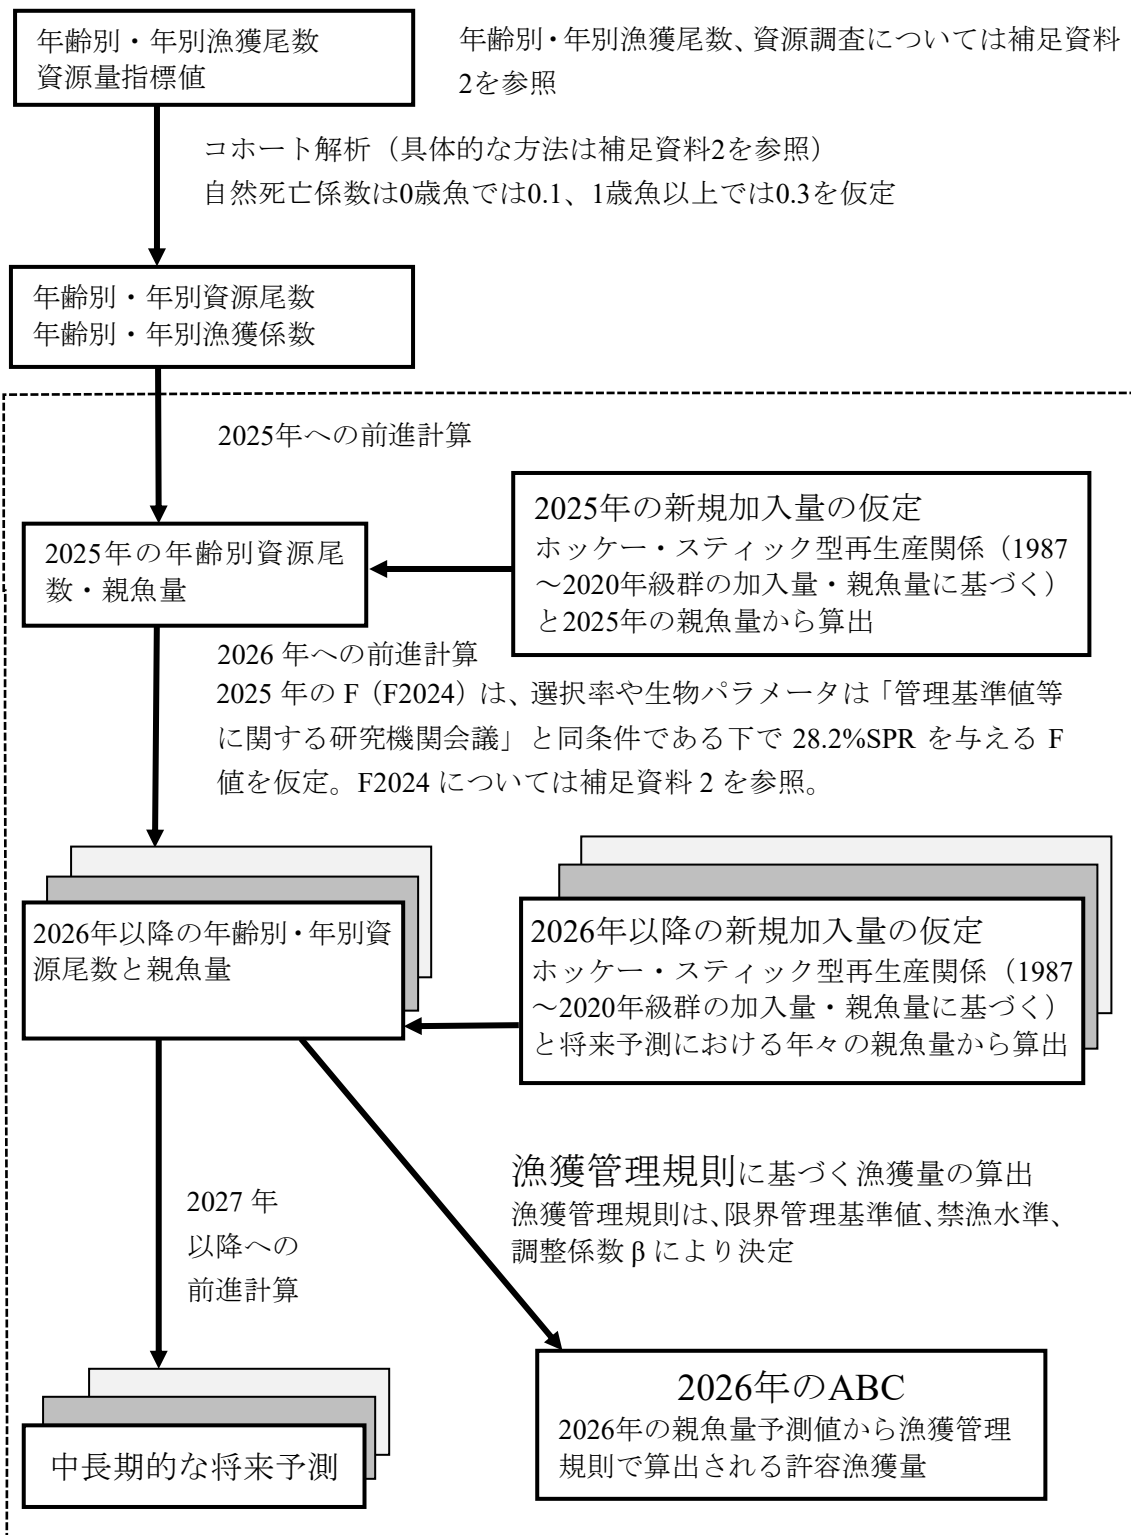 年齢別・年別漁獲尾数
資源量指標値
年齢別・年別漁獲尾数、資源調査については補足資料
2を参照
コホート解析（具体的な方法は補足資料2を参照）
自然死亡係数は0歳魚では0.1、1歳魚以上では0.3を仮定
年齢別・年別資源尾数
年齢別・年別漁獲係数
2025年への前進計算
2025年の新規加入量の仮定
ホッケー・スティック型再生産関係（1987
～2020年級群の加入量・親魚量に基づく）
と2025年の親魚量から算出
2025年の年齢別資源尾
数・親魚量
2026 年への前進計算
2025 年の F（F2024）は、選択率や生物パラメータは「管理基準値等
に関する研究機関会議」と同条件である下で 28.2%SPR を与える F
値を仮定。F2024 については補足資料 2 を参照。
2026年以降の年齢別・年別資
源尾数と親魚量
2026年以降の新規加入量の仮定
ホッケー・スティック型再生産関係（1987
～2020年級群の加入量・親魚量に基づく）
と将来予測における年々の親魚量から算出
漁獲管理規則に基づく漁獲量の算出
漁獲管理規則は、限界管理基準値、禁漁水準、
調整係数 β により決定
2027 年
以降への
前進計算
2026年のABC
2026年の親魚量予測値から漁獲管理
規則で算出される許容漁獲量
中長期的な将来予測